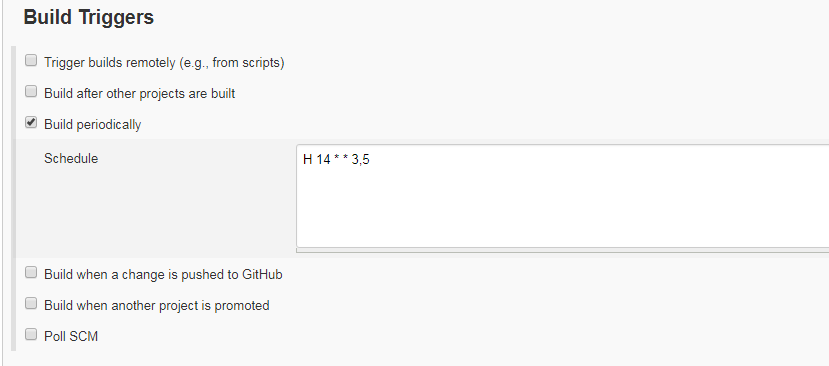 Build Triggers
Trigger builds remotely (e.g., from scripts)
Build after other projects are built
Build periodically
Schedule
H 14 * * 3,5
Build when a change is pushed to GitHub
Build when another project is promoted
Poll SCM